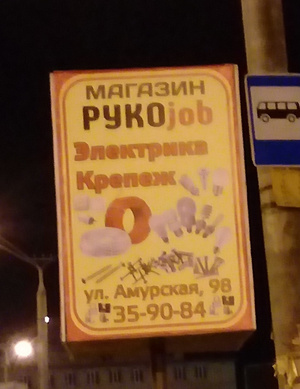 МАГАЗИН
РУКОjob
Электрика
Крепеж
ул. Амурская, 98
35-90-84